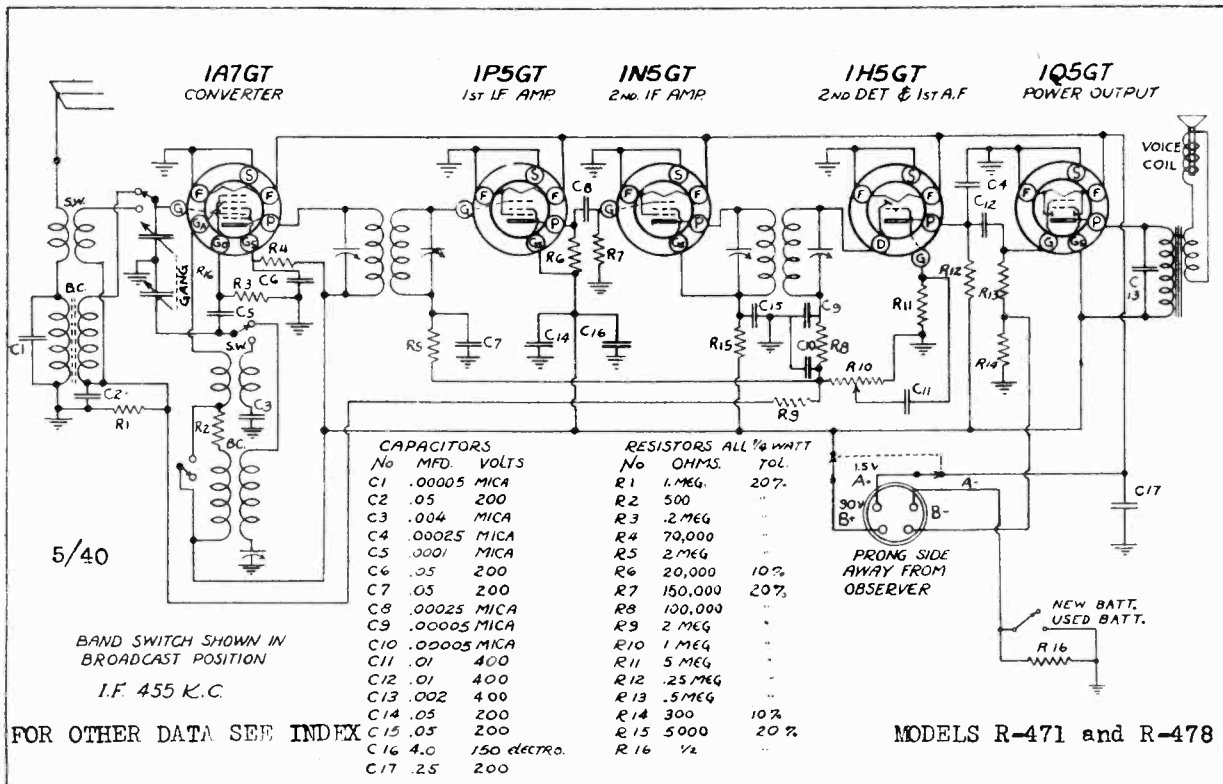 1A7GT
CONVERTER
1P5GT
1ST I.F AMP.
1N5GT
2ND. IF AMP.
1H5GT
2ND DET & 1ST A.F
1Q5GT
POWER OUTPUT
VOICE
COIL
S.W.
B.C.
C1
C2
R1
GANG
G
F
S
F
P
GA
GO
GS
R16
R4
C6
R3
C5
S.W.
C3
R2
B.C.
R5
C7
G
F
S
F
P
GS
C8
R6
R7
C14
C16
G
F
S
F
P
GS
C15
R15
C9
C10
R8
R10
C11
R9
F
S
F
P
D
G
R11
R12
C4
C12
F
S
F
P
G
GS
R13
R14
C13
C17
1.5V
A+
A-
90V
B+
B-
PRONG SIDE
AWAY FROM
OBSERVER
NEW BATT.
USED BATT.
R16
5/40
BAND SWITCH SHOWN IN
BROADCAST POSITION
I.F. 455 K.C.
CAPACITORS
No MFD. VOLTS
C1 .00005 MICA
C2 .05 200
C3 .004 MICA
C4 .00025 MICA
C5 .0001 MICA
C6 .05 200
C7 .05 200
C8 .00025 MICA
C9 .00005 MICA
C10 .00005 MICA
C11 .01 400
C12 .01 400
C13 .002 400
C14 .05 200
C15 .05 200
C16 4.0 150 ELECTRO.
C17 .25 200
RESISTORS ALL 1/4 WATT
No OHMS. TOL.
R1 1. MEG. 20%
R2 500 "
R3 .2 MEG "
R4 70,000 "
R5 2 MEG "
R6 20,000 10%
R7 150,000 20%
R8 100,000 "
R9 2 MEG "
R10 1 MEG "
R11 5 MEG "
R12 .25 MEG "
R13 .5 MEG "
R14 300 10%
R15 5000 20%
R16 1/2
FOR OTHER DATA SEE INDEX
MODELS R-471 and R-478